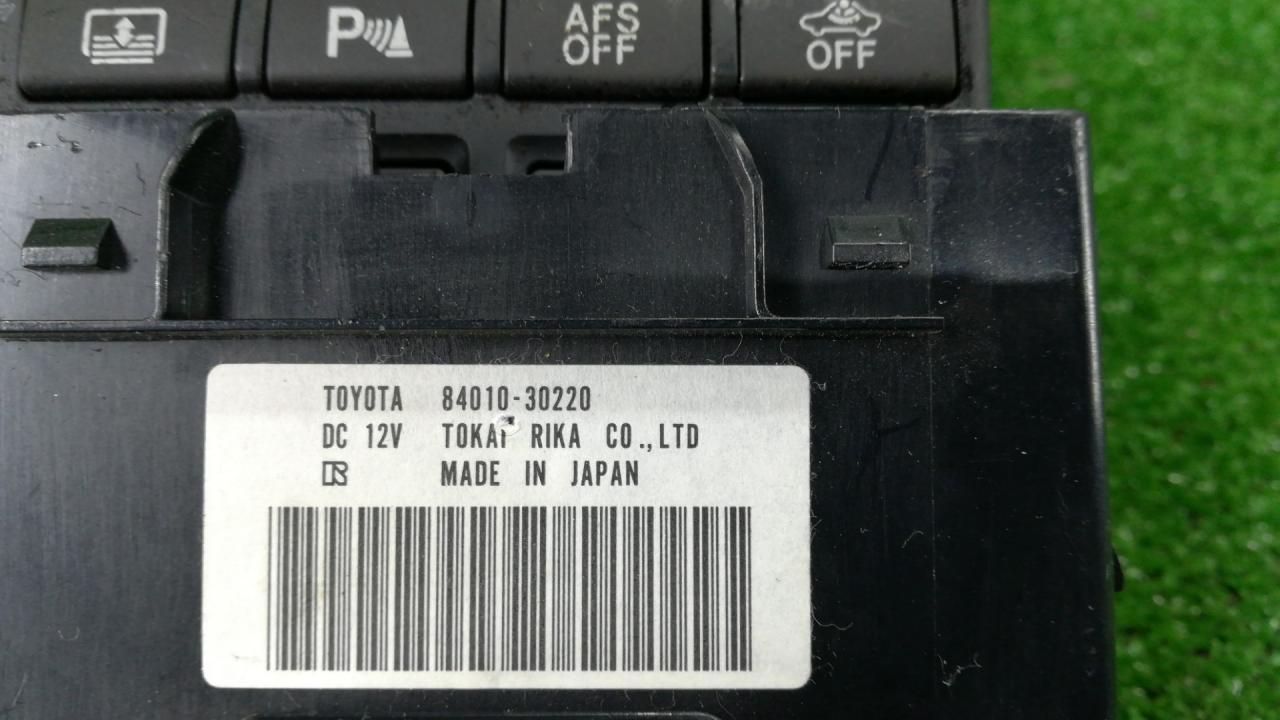 P
AFS
OFF
OFF
TOYOTA 84010-30220
DC 12V TOKAI RIKA CO.,LTD
MADE IN JAPAN